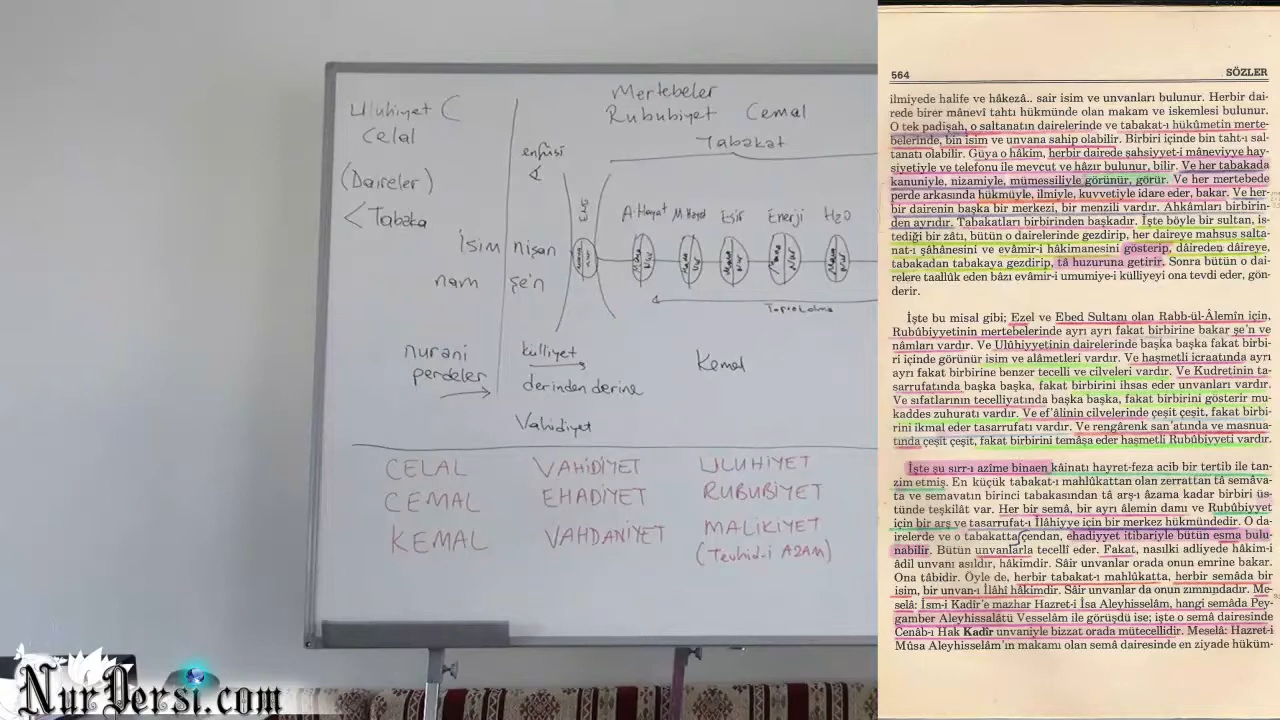 Uluhiyet
Celal
(Daireler)
< Tabaka
isim
nam
nişan
şe'n
nurani
perdeler
enfüsi
Mertebeler
Rububiyet Cemal
Tabakat
Esir Enerji H2O
külliyet
derinden derine
Vahidiyet
Kemal
CELAL VAHİDİYET ULUHİYET
CEMAL EHADİYET RUBUBİYET
KEMAL VAHDANİYET MALİKİYET
(Tevhid-i AZAM)
NurDersi.com
564 SÖZLER
ilmiyede halife ve hâkezâ.. sair isim ve unvanları bulunur. Herbir dai-
rede birer mânevî tahtı hükmünde olan makam ve iskemlesi bulunur.
O tek padişah, o saltanatın dairelerinde ve tabakat-ı hükûmetin merte-
belerinde, bin isim ve unvana sahip olabilir. Birbiri içinde bin taht-ı sal-
tanatı olabilir. Güya o hâkim, herbir dairede şahsiyyet-i mâneviyye hay-
siyetiyle ve telefonu ile mevcut ve hâzır bulunur, bilir. Ve her tabakada
kanuniyle, nizamiyle, mümessiliyle görünür, görür. Ve her mertebede
perde arkasında hükmüyle, ilmiyle, kuvvetiyle idare eder, bakar. Ve her-
bir dairenin başka bir merkezi, bir menzili vardır. Ahkâmları birbirin-
den ayrıdır. Tabakatları birbirinden başkadır. İşte böyle bir sultan, is-
tediği bir zâtı, bütün o dairelerinde gezdirip, her daireye mahsus salta-
nat-ı şâhânesini ve evâmir-i hâkimanesini gösterip, dâireden dâireye,
tabakadan tabakaya gezdirip, tâ huzuruna getirir. Sonra bütün o dai-
relere taallûk eden bâzı evâmir-i umumiye-i külliyeyi ona tevdi eder, gön-
derir.
İşte bu misal gibi; Ezel ve Ebed Sultanı olan Rabb-ül-Âlemîn için,
Rubûbiyyetinin mertebelerinde ayrı ayrı fakat birbirine bakar şe'n ve
nâmları vardır. Ve Ulûhiyyetinin dairelerinde başka başka fakat birbi-
ri içinde görünür isim ve alâmetleri vardır. Ve haşmetli icraatında ayrı
ayrı fakat birbirine benzer tecelli ve cilveleri vardır. Ve Kudretinin ta-
sarrufatında başka başka, fakat birbirini ihsas eder unvanları vardır.
Ve sıfatlarının tecelliyatında başka başka, fakat birbirini gösterir mu-
kaddes zuhuratı vardır. Ve ef'âlinin cilvelerinde çeşit çeşit, fakat birbi-
rini ikmal eder tasarrufatı vardır. Ve rengârenk san'atında ve masnua-
tında çeşit çeşit, fakat birbirini temâşa eder haşmetli Rubûbiyyeti vardır.
İşte şu sırr-ı azîme binaen kâinatı hayret-feza acib bir tertib ile tan-
zim etmiş. En küçük tabakat-ı mahlûkattan olan zerrattan tâ semâva-
ta ve semavatın birinci tabakasından tâ arş-ı âzama kadar birbiri üs-
tünde teşkilât var. Her bir semâ, bir ayrı âlemin damı ve Rubûbiyyet
için bir arş ve tasarrufat-ı İlâhiyye için bir merkez hükmündedir. O da-
irelerde ve o tabakatta çendan, ehadiyyet itibariyle bütün esma bulu-
nabilir. Bütün unvanlarla tecelli eder. Fakat, nasılki adliyede hâkim-i
âdil unvanı asıldır, hâkimdir. Sâir unvanlar orada onun emrine bakar.
Ona tâbidir. Öyle de, herbir tabakat-ı mahlûkatta, herbir semâda bir
isim, bir unvan-ı İlâhî hâkimdir. Sâir unvanlar da onun zımnındadır. Me-
selâ: İsm-i Kadîr'e mazhar Hazret-i İsa Aleyhisselâm, hangi semâda Pey-
gamber Aleyhissalâtü Vesselâm ile görüştü ise; işte o semâ dairesinde
Cenâb-ı Hak Kadîr unvaniyle bizzat orada mütecellidir. Meselâ: Hazret-i
Mûsa Aleyhisselâm'ın makamı olan semâ dairesinde en ziyade hüküm-